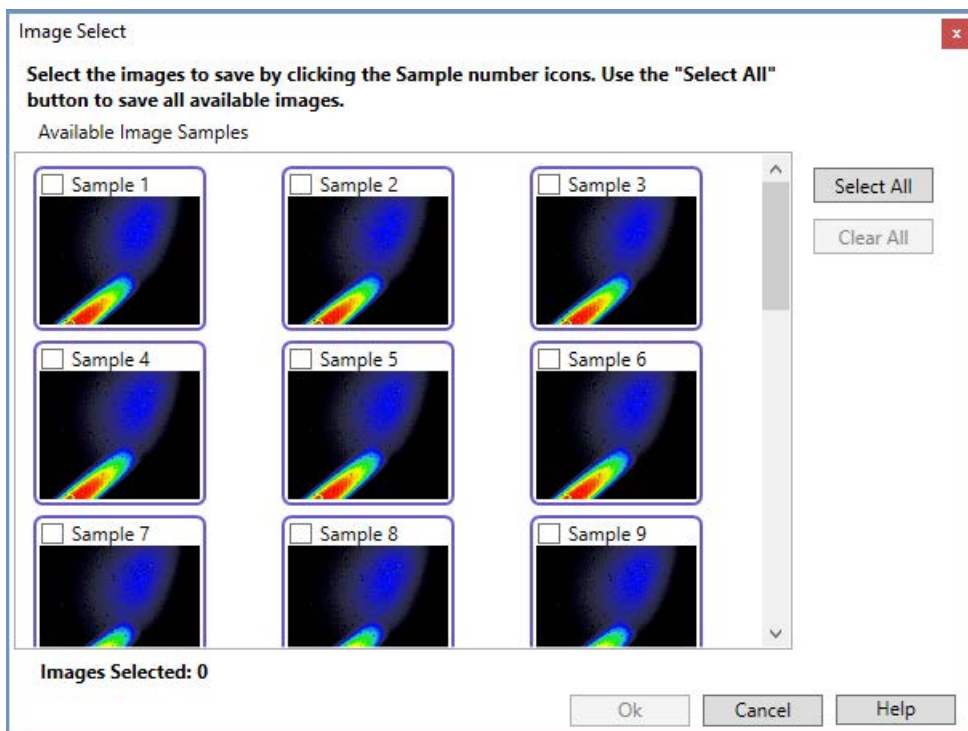 Image Select
x
Select the images to save by clicking the Sample number icons. Use the "Select All"
button to save all available images.
Available Image Samples
Sample 1
Sample 2
Sample 3
Select All
Clear All
Sample 4
Sample 5
Sample 6
Sample 7
Sample 8
Sample 9
Images Selected: 0
Ok
Cancel
Help